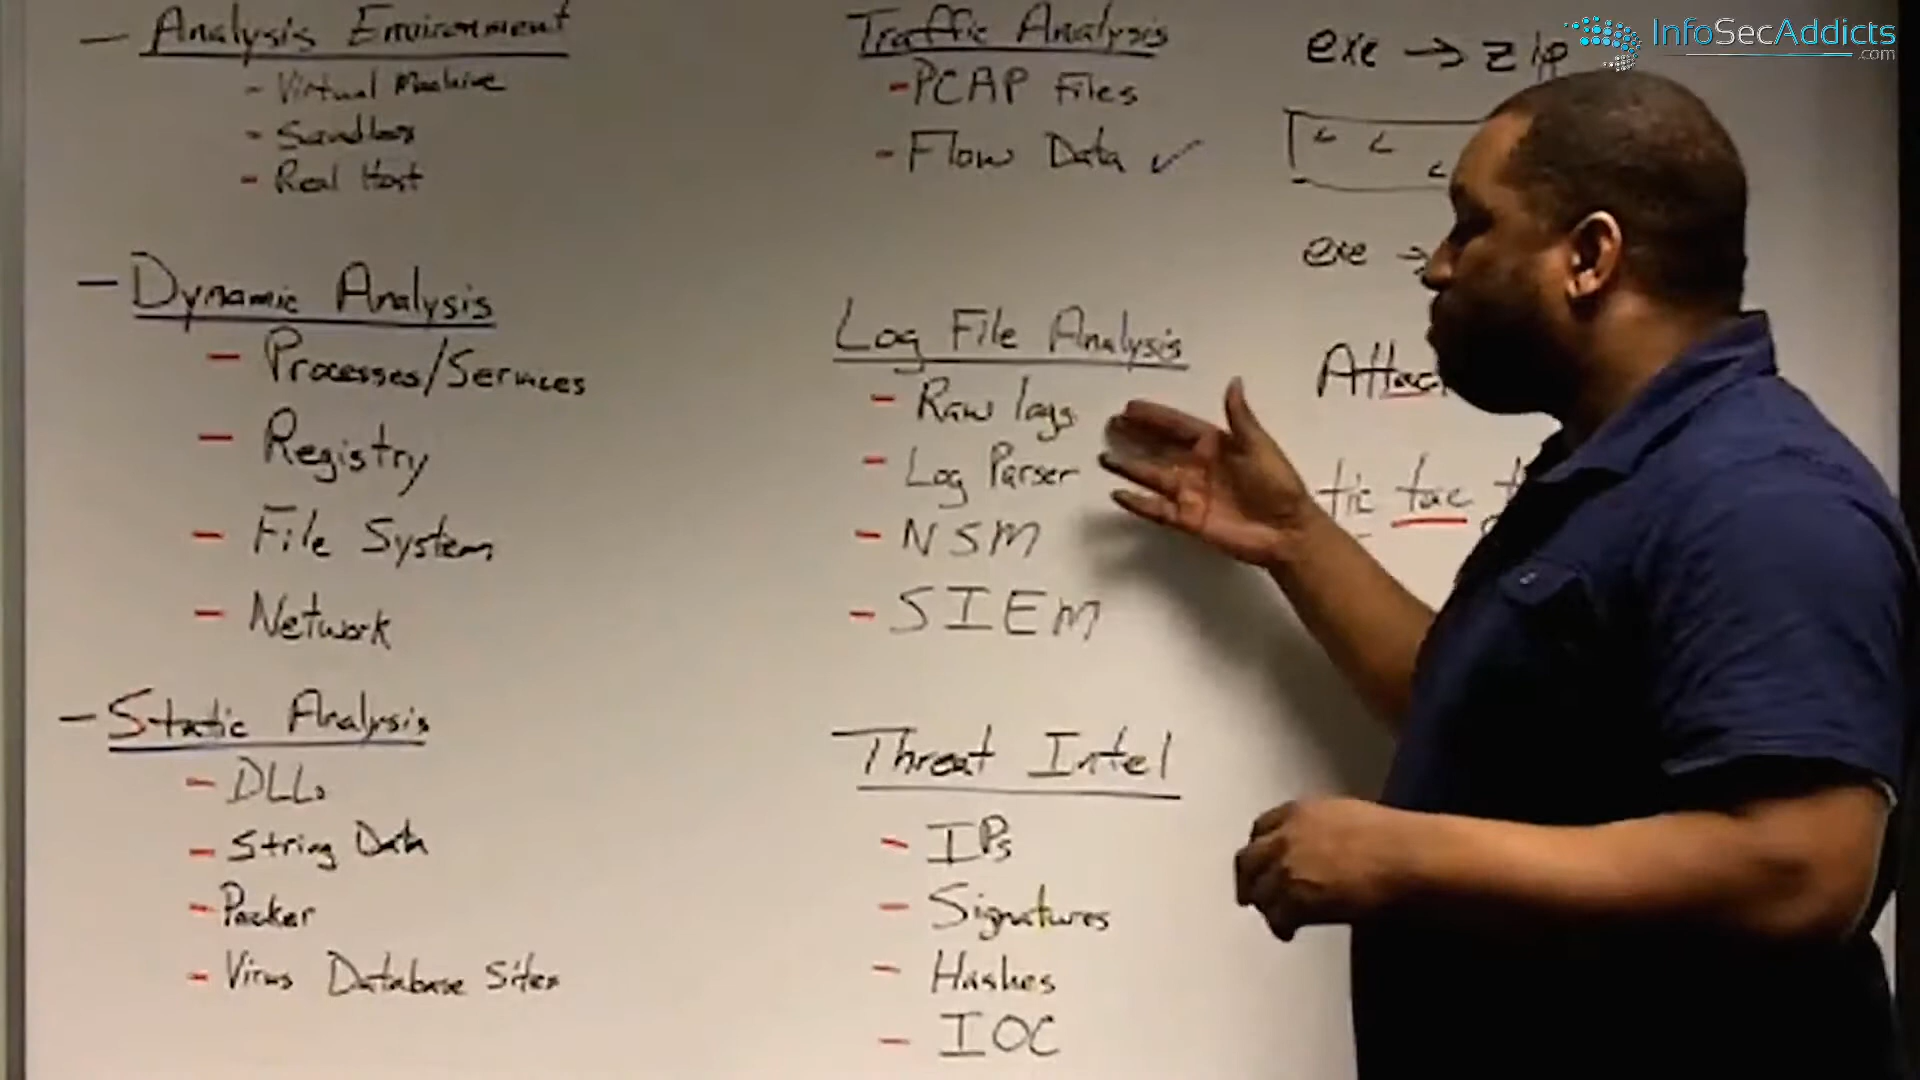 - Analysis Environment
- Virtual Machine
- Sandbox
- Real Host
- Dynamic Analysis
- Processes/Services
- Registry
- File System
- Network
- Static Analysis
- DLLs
- String Data
- Packer
- Virus Database Sites
Traffic Analysis
- PCAP Files
- Flow Data ✓
Log File Analysis
- Raw logs
- Log Parser
- NSM
- SIEM
Threat Intel
- IPs
- Signatures
- Hashes
- IOC
exe → zip
exe →
tic tac
InfoSecAddicts
.com